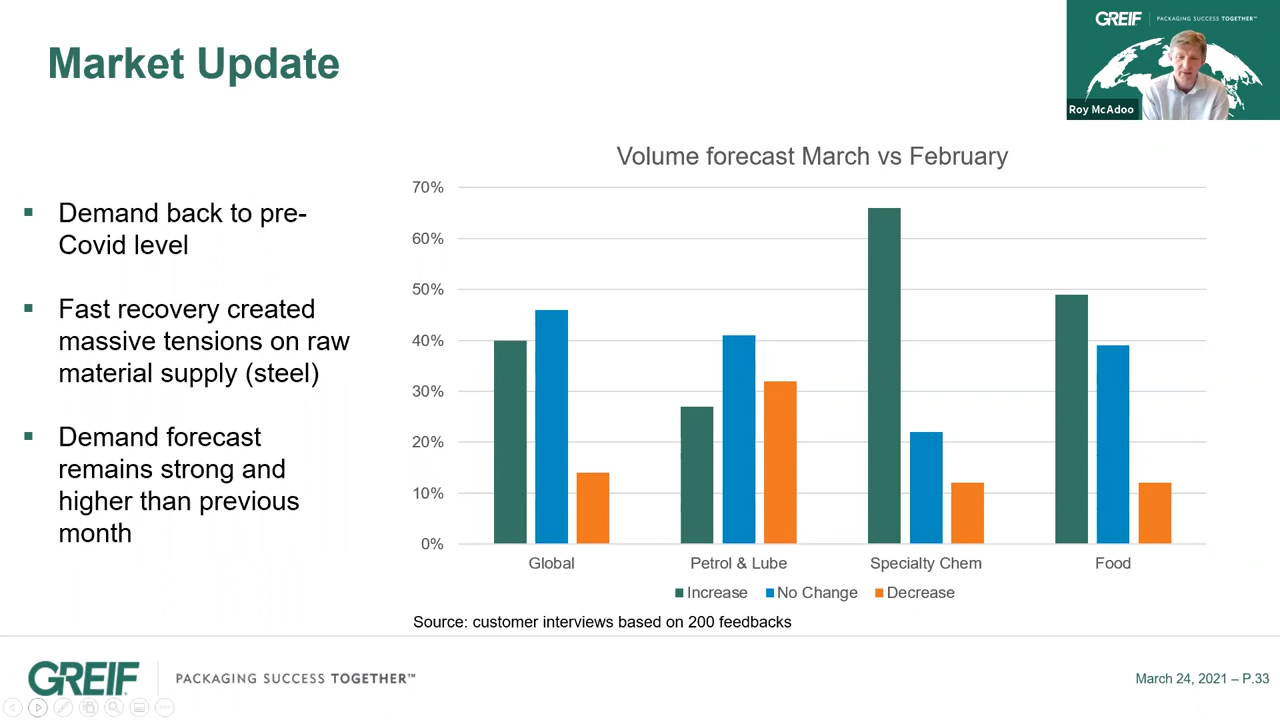 Market Update
GREIF PACKAGING SUCCESS TOGETHER™
Roy McAdoo
Demand back to pre-
Covid level
Fast recovery created
massive tensions on raw
material supply (steel)
Demand forecast
remains strong and
higher than previous
month
Volume forecast March vs February
70%
60%
50%
40%
30%
20%
10%
0%
Global Petrol & Lube Specialty Chem Food
Increase No Change Decrease
Source: customer interviews based on 200 feedbacks
GREIF PACKAGING SUCCESS TOGETHER™
March 24, 2021 – P.33